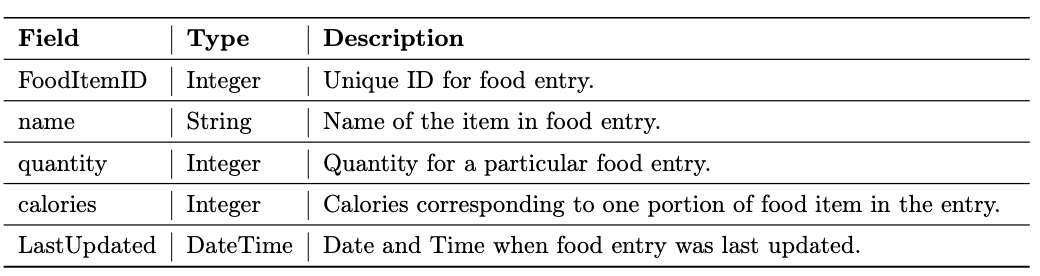 Field Type Description
FoodItemID Integer Unique ID for food entry.
name String Name of the item in food entry.
quantity Integer Quantity for a particular food entry.
calories Integer Calories corresponding to one portion of food item in the entry.
LastUpdated DateTime Date and Time when food entry was last updated.